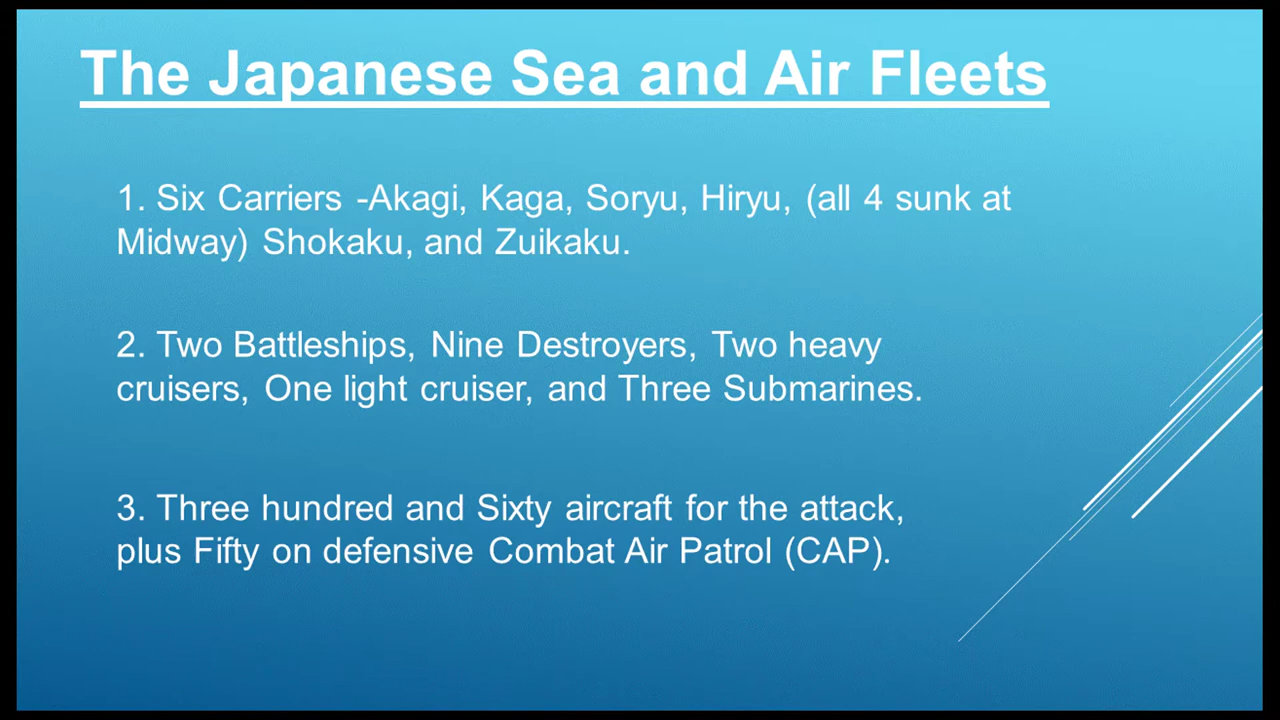 The Japanese Sea and Air Fleets
1. Six Carriers -Akagi, Kaga, Soryu, Hiryu, (all 4 sunk at
Midway) Shokaku, and Zuikaku.
2. Two Battleships, Nine Destroyers, Two heavy
cruisers, One light cruiser, and Three Submarines.
3. Three hundred and Sixty aircraft for the attack,
plus Fifty on defensive Combat Air Patrol (CAP).